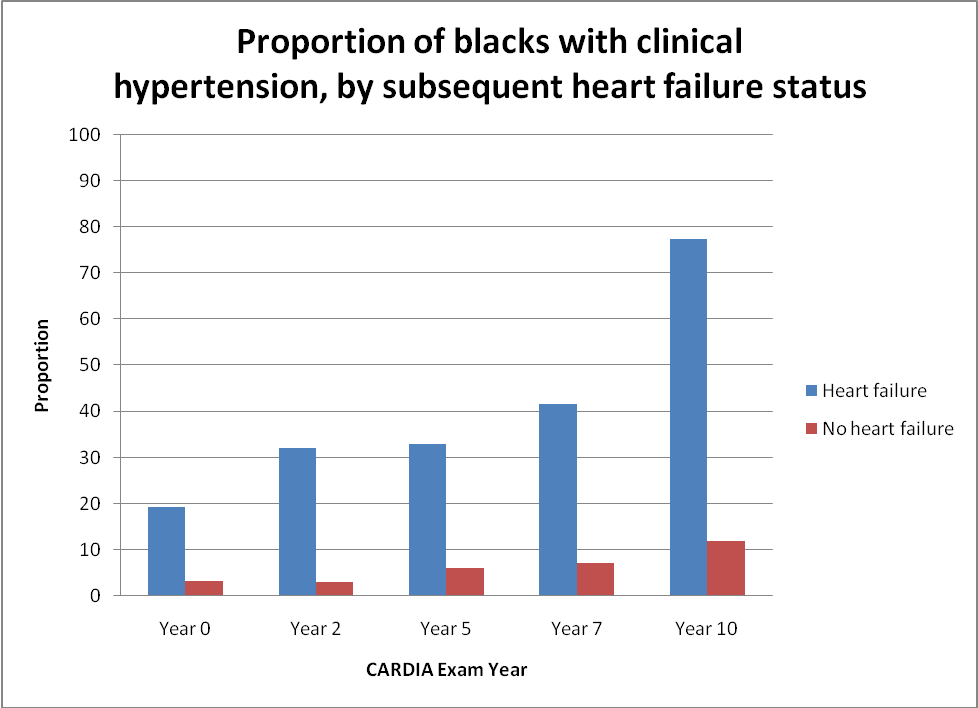 Proportion of blacks with clinical
hypertension, by subsequent heart failure status
100
90
80
70
60
50
40
30
20
10
0
Proportion
Year 0
Year 2
Year 5
Year 7
Year 10
CARDIA Exam Year
Heart failure
No heart failure